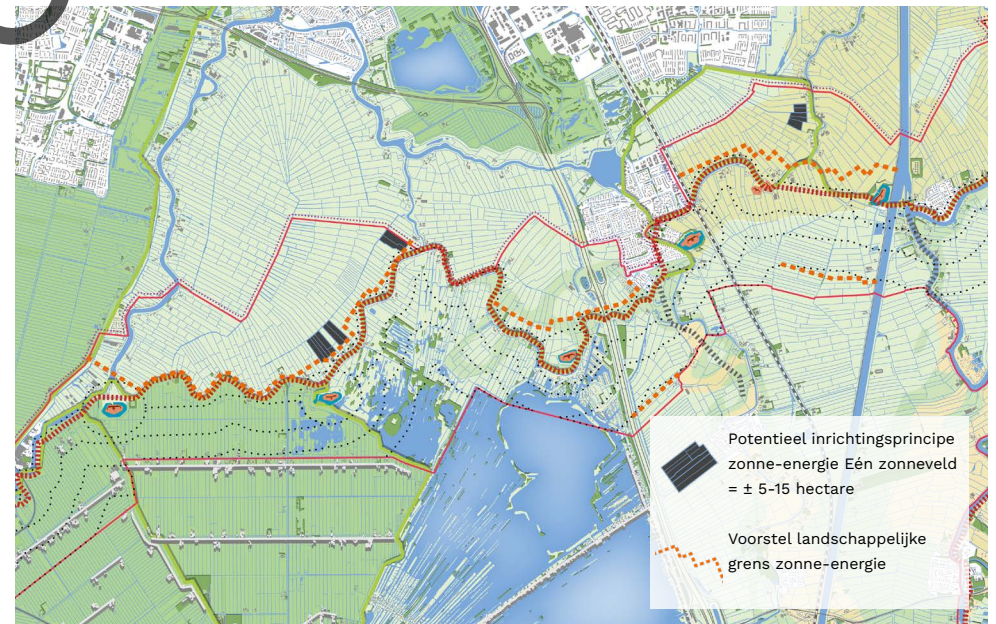 Potentieel inrichtingsprincipe
zonne-energie Eén zonneveld
= ± 5-15 hectare
Voorstel landschappelijke
grens zonne-energie